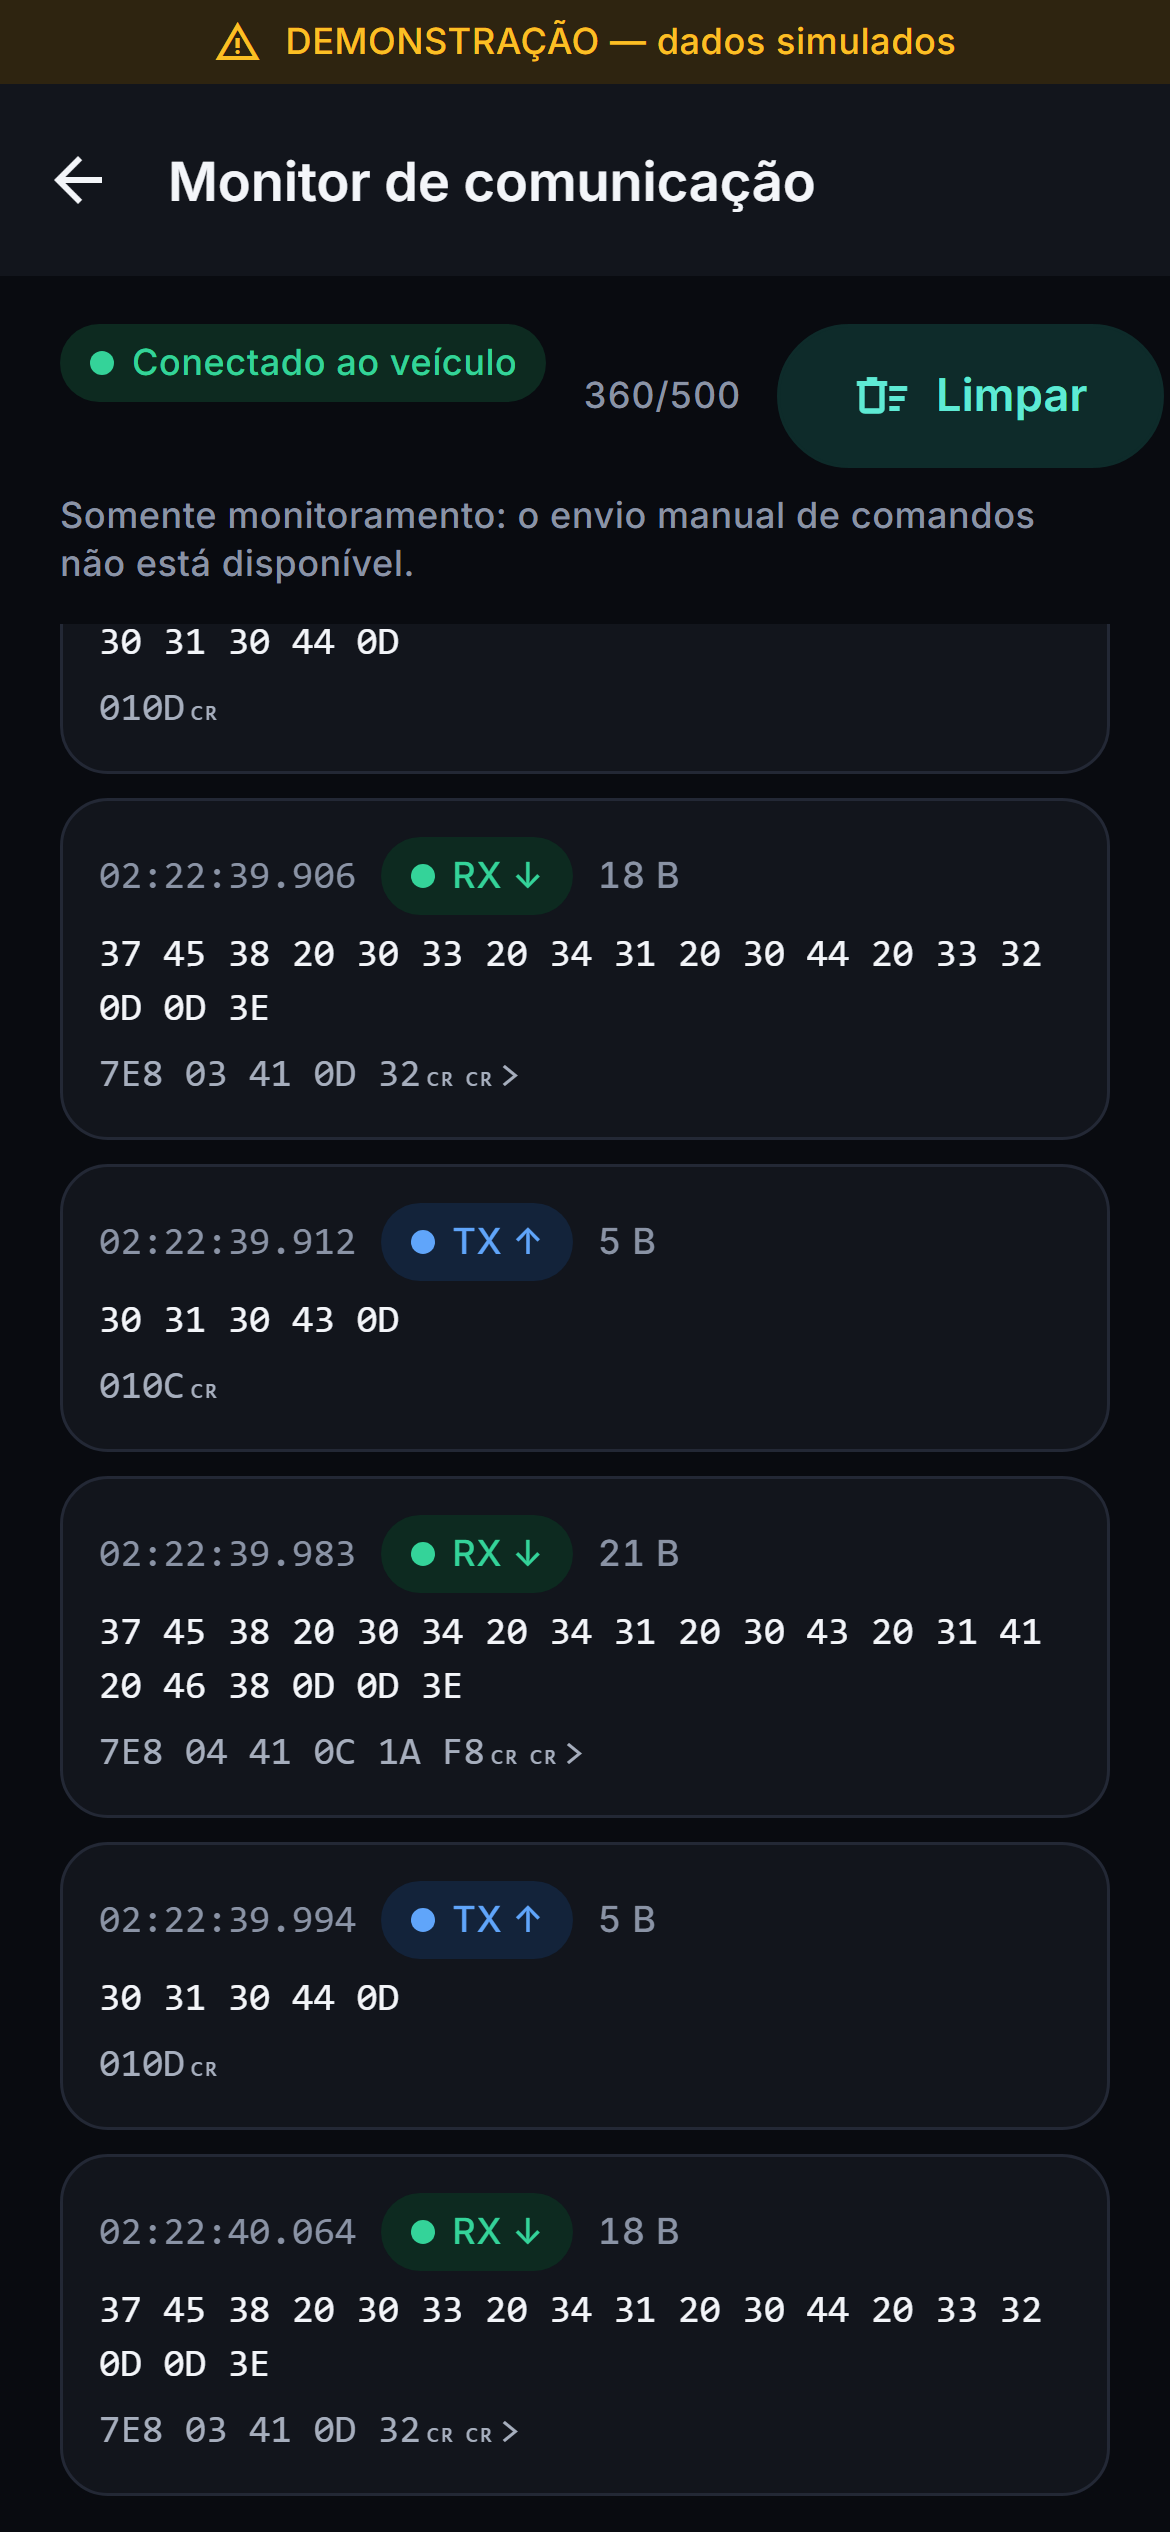 DEMONSTRAÇÃO — dados simulados
Monitor de comunicação
Conectado ao veículo
360/500
Limpar
Somente monitoramento: o envio manual de comandos
não está disponível.
30 31 30 44 0D
010D CR
02:22:39.906 RX ↓ 18 B
37 45 38 20 30 33 20 34 31 20 30 44 20 33 32
0D 0D 3E
7E8 03 41 0D 32 CR CR >
02:22:39.912 TX ↑ 5 B
30 31 30 43 0D
010C CR
02:22:39.983 RX ↓ 21 B
37 45 38 20 30 34 20 34 31 20 30 43 20 31 41
20 46 38 0D 0D 3E
7E8 04 41 0C 1A F8 CR CR >
02:22:39.994 TX ↑ 5 B
30 31 30 44 0D
010D CR
02:22:40.064 RX ↓ 18 B
37 45 38 20 30 33 20 34 31 20 30 44 20 33 32
0D 0D 3E
7E8 03 41 0D 32 CR CR >